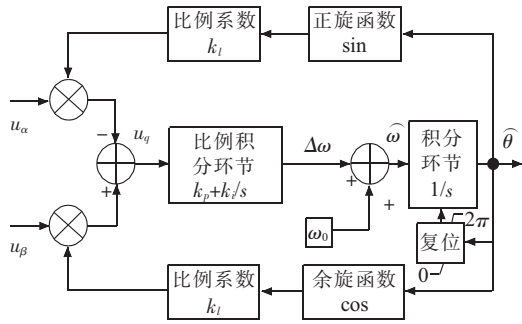 比例系数
k_l
正旋函数
sin
u_α
−
u_q
+
比例积
分环节
k_p+k_i/s
Δω
+
+
ω̂
积分
环节
1/s
θ̂
ω_0
2π
复位
0
u_β
比例系数
k_l
余旋函数
cos